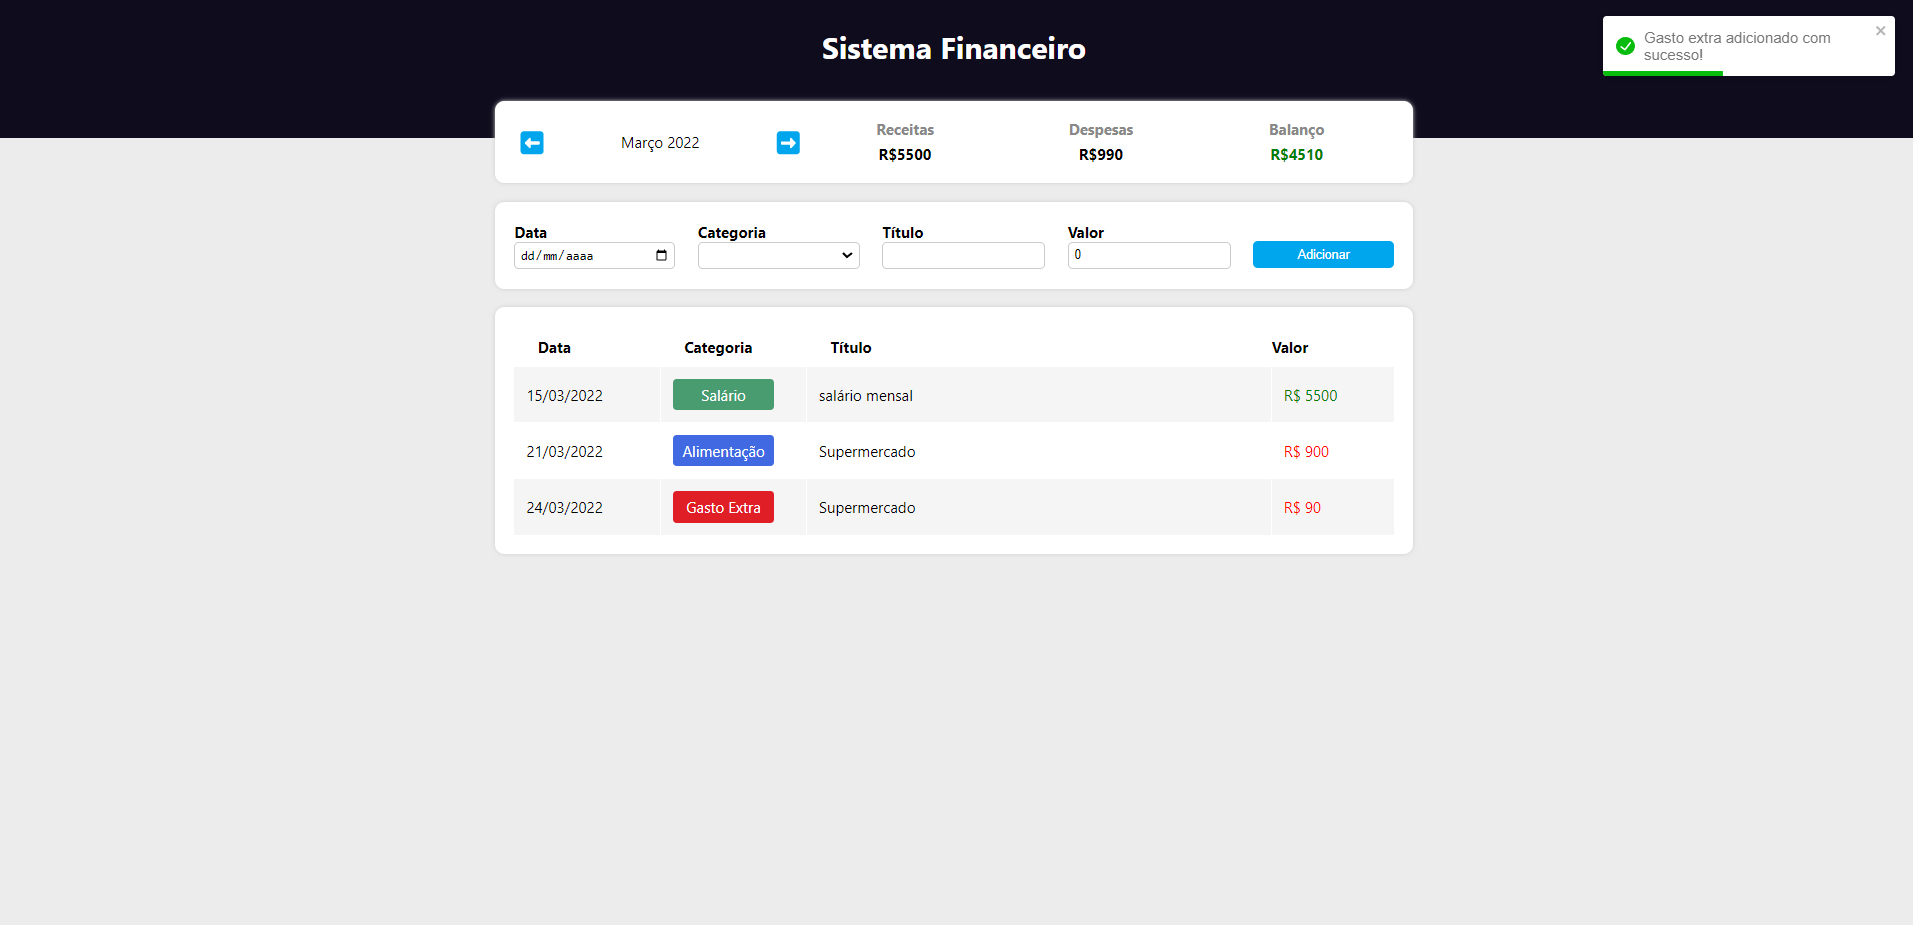 Sistema Financeiro
Gasto extra adicionado com
sucesso!
Março 2022
Receitas
R$5500
Despesas
R$990
Balanço
R$4510
Data
dd/mm/aaaa
Categoria
Título
Valor
0
Adicionar
Data Categoria Título Valor
15/03/2022 Salário salário mensal R$ 5500
21/03/2022 Alimentação Supermercado R$ 900
24/03/2022 Gasto Extra Supermercado R$ 90